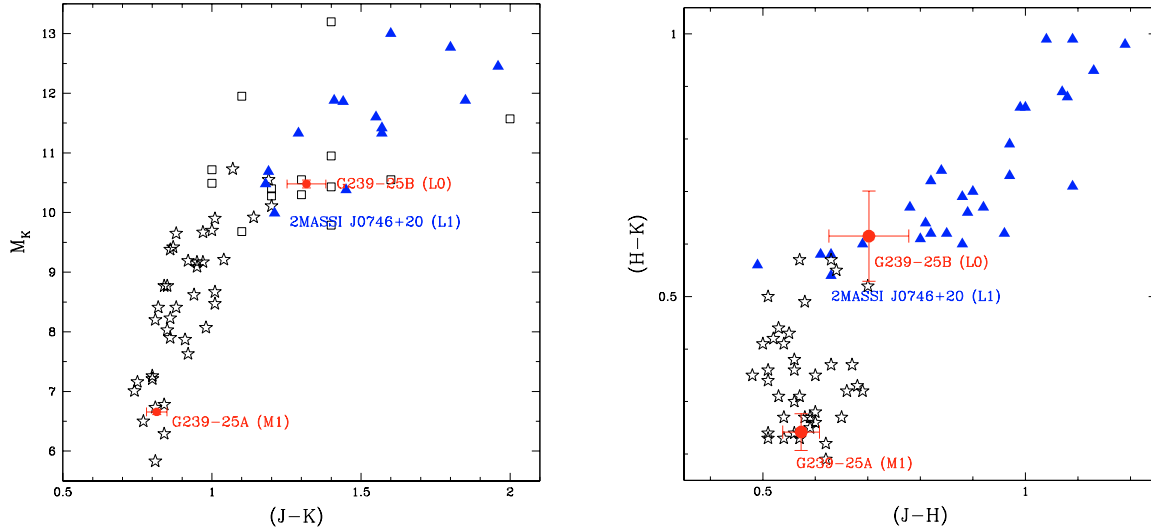 13
12
11
10
9
8
7
6
M_K
G239−25B (L0)
2MASSI J0746+20 (L1)
G239−25A (M1)
0.5
1
1.5
2
(J−K)
1
0.5
(H−K)
G239−25B (L0)
2MASSI J0746+20 (L1)
G239−25A (M1)
0.5
1
(J−H)